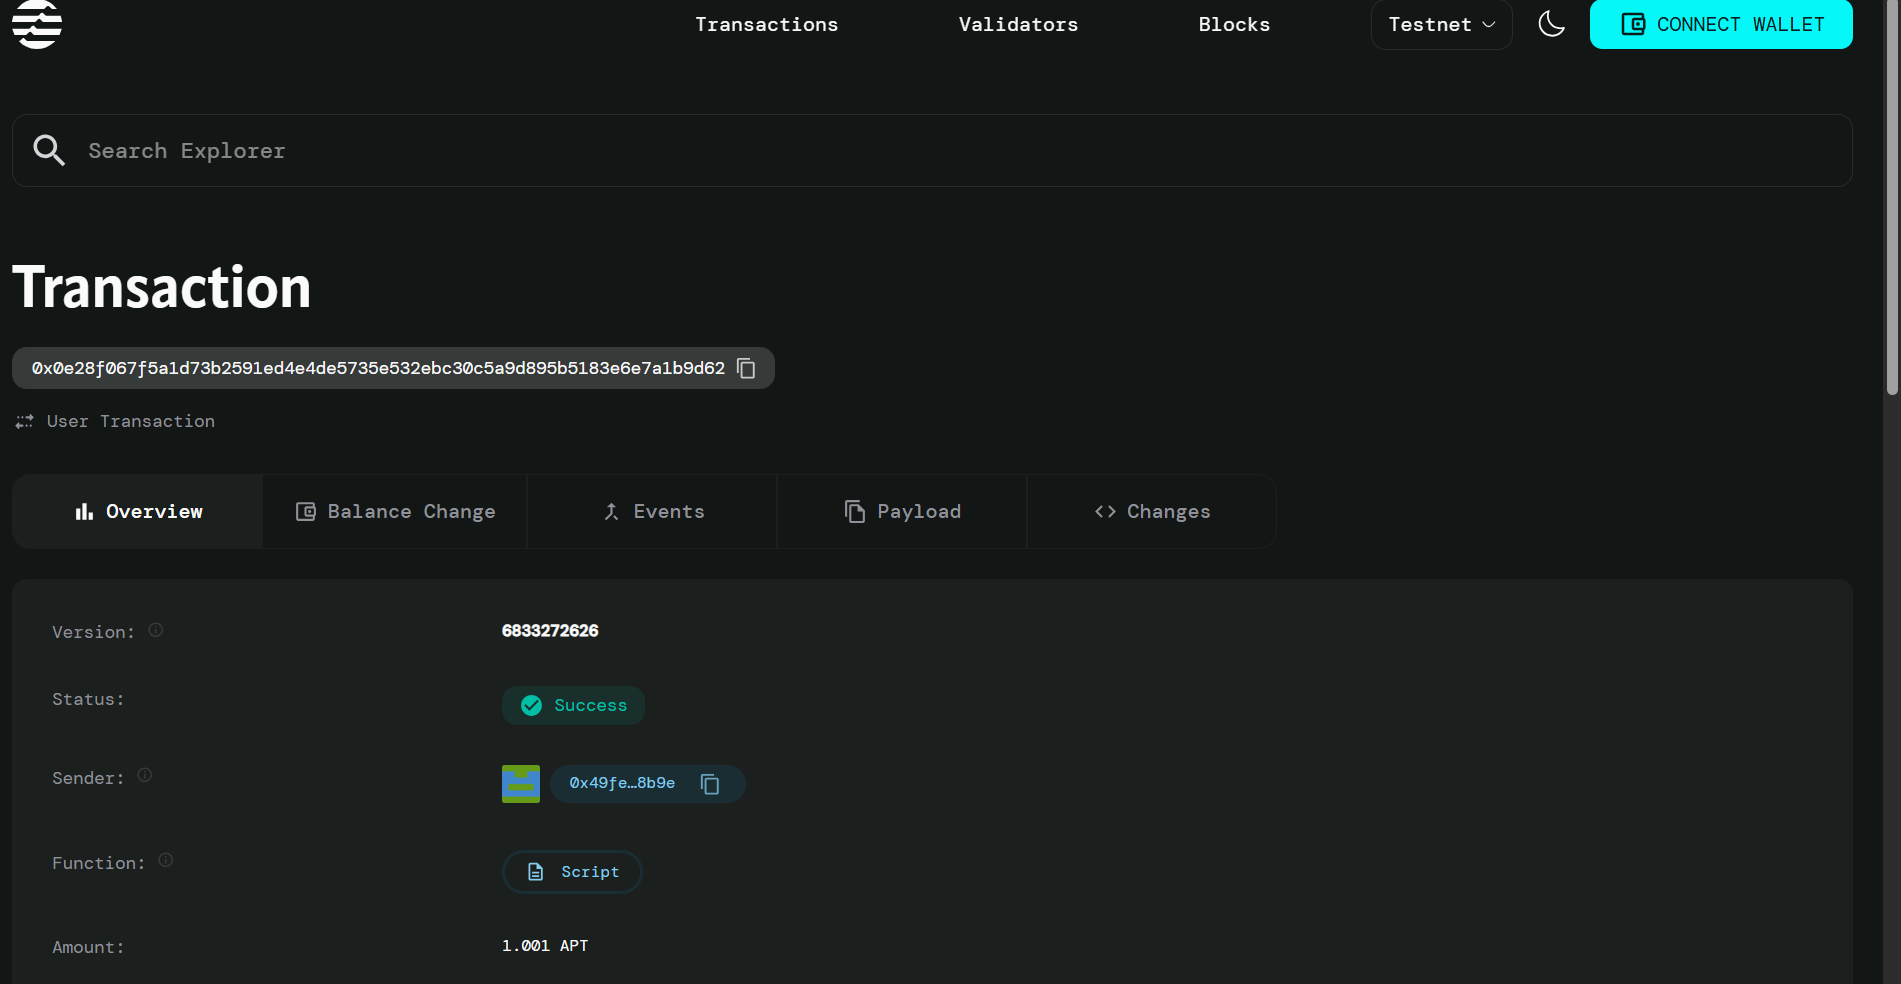 Transactions Validators Blocks Testnet CONNECT WALLET
Search Explorer
Transaction
0x0e28f067f5a1d73b2591ed4e4de5735e532ebc30c5a9d895b5183e6e7a1b9d62
User Transaction
Overview Balance Change Events Payload Changes
Version: 6833272626
Status: Success
Sender: 0x49fe…8b9e
Function: Script
Amount: 1.001 APT